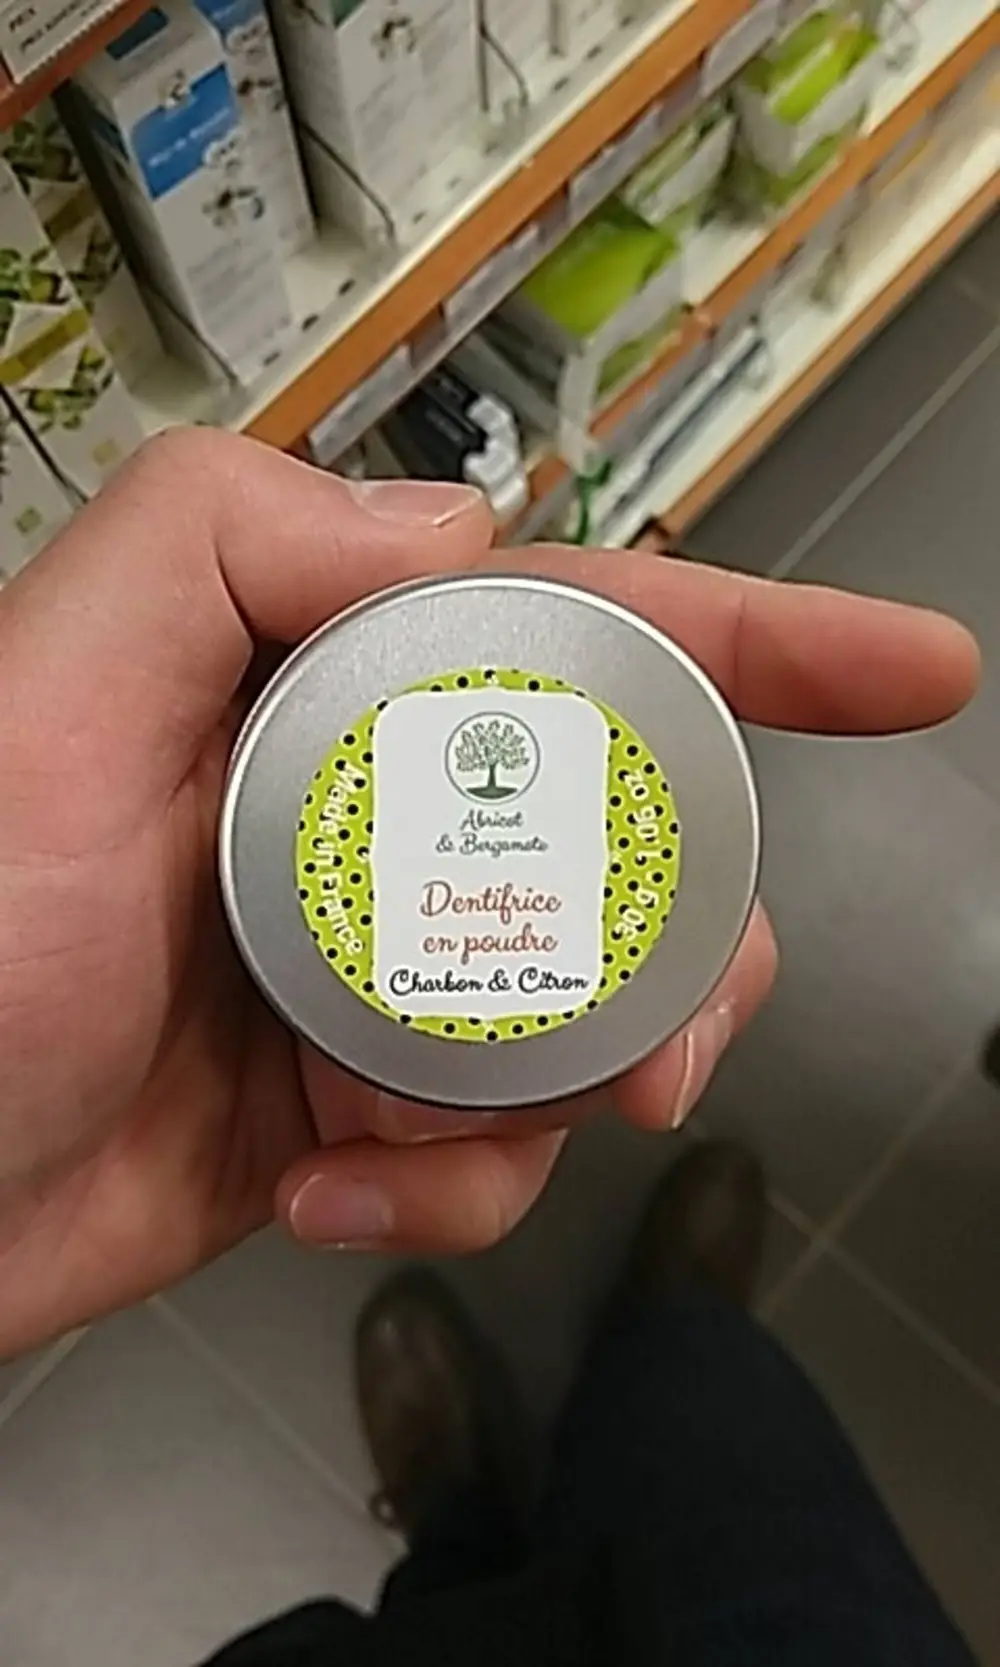 Abricot
& Bergamote
Dentifrice
en poudre
Charbon & Citron
Made in France
30 g 1,06 oz